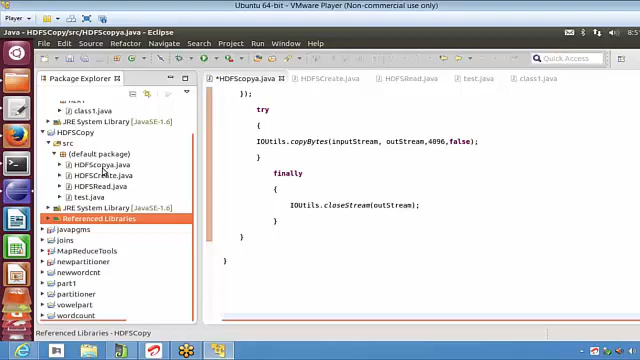 Ubuntu 64-bit - VMware Player (Non-commercial use only)
Player
Java - HDFSCopy/src/HDFScopya.java - Eclipse
File Edit Source Refactor Navigate Search Project Run Window Help
Quick Access
Package Explorer
*HDFScopya.java HDFSCreate.java HDFSRead.java test.java class1.java
class1.java
JRE System Library [JavaSE-1.6]
HDFSCopy
src
(default package)
HDFScopya.java
HDFSCreate.java
HDFSRead.java
test.java
JRE System Library [JavaSE-1.6]
Referenced Libraries
javapgms
joins
MapReduceTools
newpartitioner
newwordcnt
part1
partitioner
vowelpart
wordcount
});
try
{
IOUtils.copyBytes(inputStream, outStream,4096,false);
}
finally
{
IOUtils.closeStream(outStream);
}
}
}
Referenced Libraries - HDFSCopy